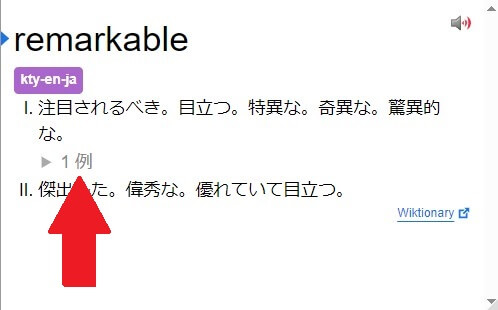 remarkable
kty-en-ja
I. 注目されるべき。目立つ。特異な。奇異な。驚異的
な。
▶ 1 例
II. 傑出 た。偉秀な。優れていて目立つ。
Wiktionary